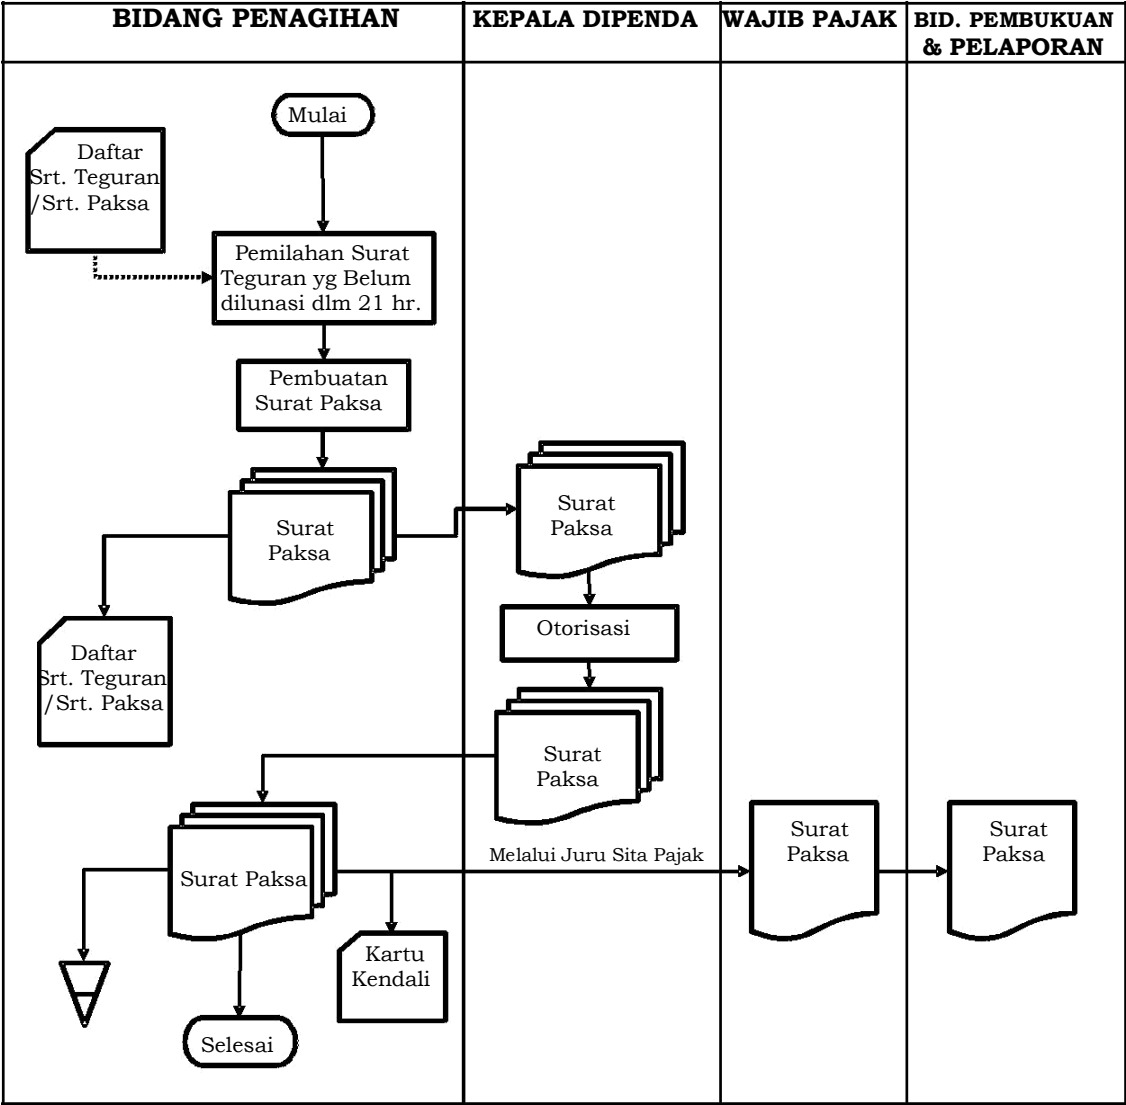 BIDANG PENAGIHAN
KEPALA DIPENDA
WAJIB PAJAK
BID. PEMBUKUAN
& PELAPORAN
Mulai
Daftar
Srt. Teguran
/Srt. Paksa
Pemilahan Surat
Teguran yg Belum
dilunasi dlm 21 hr.
Pembuatan
Surat Paksa
Surat
Paksa
Surat
Paksa
Otorisasi
Daftar
Srt. Teguran
/Srt. Paksa
Surat
Paksa
Surat Paksa
Melalui Juru Sita Pajak
Surat
Paksa
Surat
Paksa
Kartu
Kendali
Selesai